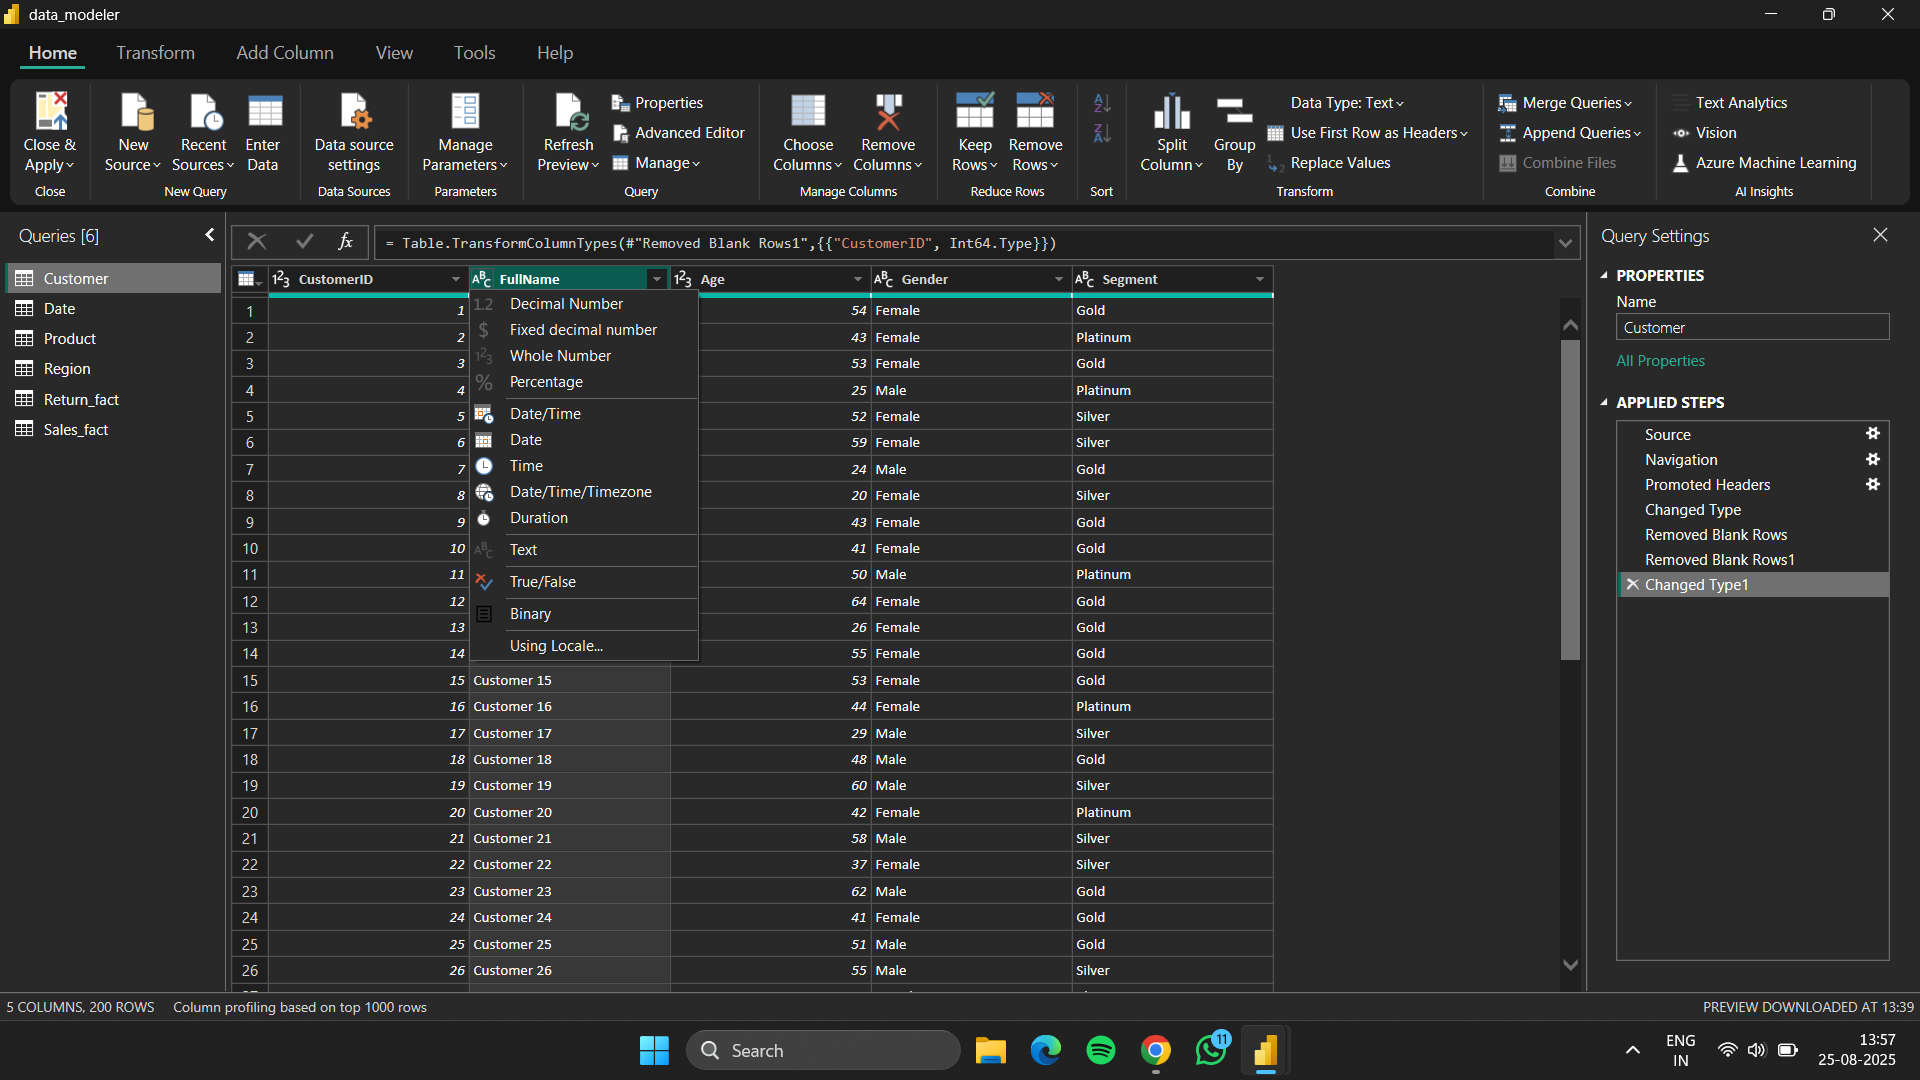 data_modeler
Home Transform Add Column View Tools Help
Close & Apply
Close
New Source
Recent Sources
Enter Data
New Query
Data source settings
Data Sources
Manage Parameters
Parameters
Refresh Preview
Properties
Advanced Editor
Manage
Query
Choose Columns
Remove Columns
Manage Columns
Keep Rows
Remove Rows
Reduce Rows
Sort
Split Column
Group By
Data Type: Text
Use First Row as Headers
Replace Values
Transform
Merge Queries
Append Queries
Combine Files
Combine
Text Analytics
Vision
Azure Machine Learning
AI Insights
Queries [6]
Customer
Date
Product
Region
Return_fact
Sales_fact
fx = Table.TransformColumnTypes(#"Removed Blank Rows1",{{"CustomerID", Int64.Type}})
CustomerID FullName Age Gender Segment
1.2 Decimal Number
$ Fixed decimal number
123 Whole Number
% Percentage
Date/Time
Date
Time
Date/Time/Timezone
Duration
ABC Text
True/False
Binary
Using Locale...
1 1 54 Female Gold
2 2 43 Female Platinum
3 3 53 Female Gold
4 4 25 Male Platinum
5 5 52 Female Silver
6 6 59 Female Silver
7 7 24 Male Gold
8 8 20 Female Silver
9 9 43 Female Gold
10 10 41 Female Gold
11 11 50 Male Platinum
12 12 64 Female Gold
13 13 26 Female Gold
14 14 55 Female Gold
15 15 Customer 15 53 Female Gold
16 16 Customer 16 44 Female Platinum
17 17 Customer 17 29 Male Silver
18 18 Customer 18 48 Male Gold
19 19 Customer 19 60 Male Silver
20 20 Customer 20 42 Female Platinum
21 21 Customer 21 58 Male Silver
22 22 Customer 22 37 Female Silver
23 23 Customer 23 62 Male Gold
24 24 Customer 24 41 Female Gold
25 25 Customer 25 51 Male Gold
26 26 Customer 26 55 Male Silver
Query Settings
PROPERTIES
Name
Customer
All Properties
APPLIED STEPS
Source
Navigation
Promoted Headers
Changed Type
Removed Blank Rows
Removed Blank Rows1
Changed Type1
5 COLUMNS, 200 ROWS Column profiling based on top 1000 rows
PREVIEW DOWNLOADED AT 13:39
Search
11
ENG
IN
13:57
25-08-2025